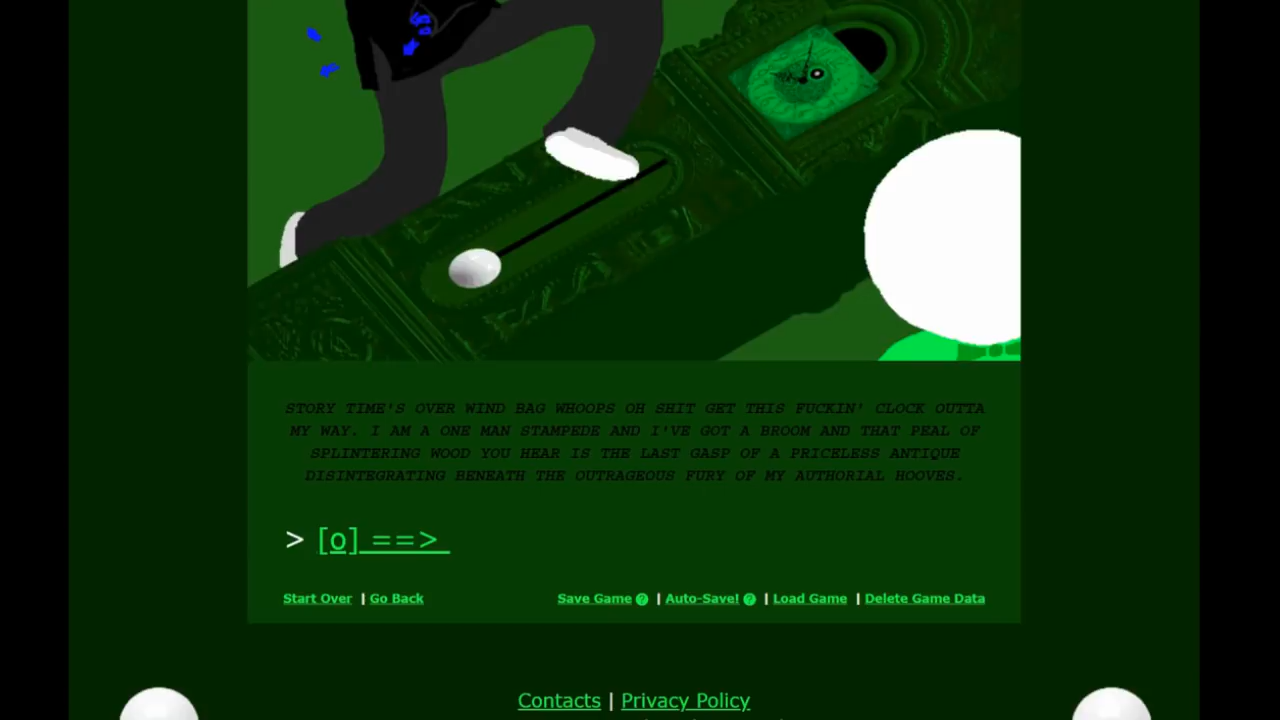 STORY TIME'S OVER WIND BAG WHOOPS OH SHIT GET THIS FUCKIN' CLOCK OUTTA
MY WAY. I AM A ONE MAN STAMPEDE AND I'VE GOT A BROOM AND THAT PEAL OF
SPLINTERING WOOD YOU HEAR IS THE LAST GASP OF A PRICELESS ANTIQUE
DISINTEGRATING BENEATH THE OUTRAGEOUS FURY OF MY AUTHORIAL HOOVES.
> [o] ==>
Start Over | Go Back Save Game ? | Auto-Save! ? | Load Game | Delete Game Data
Contacts | Privacy Policy